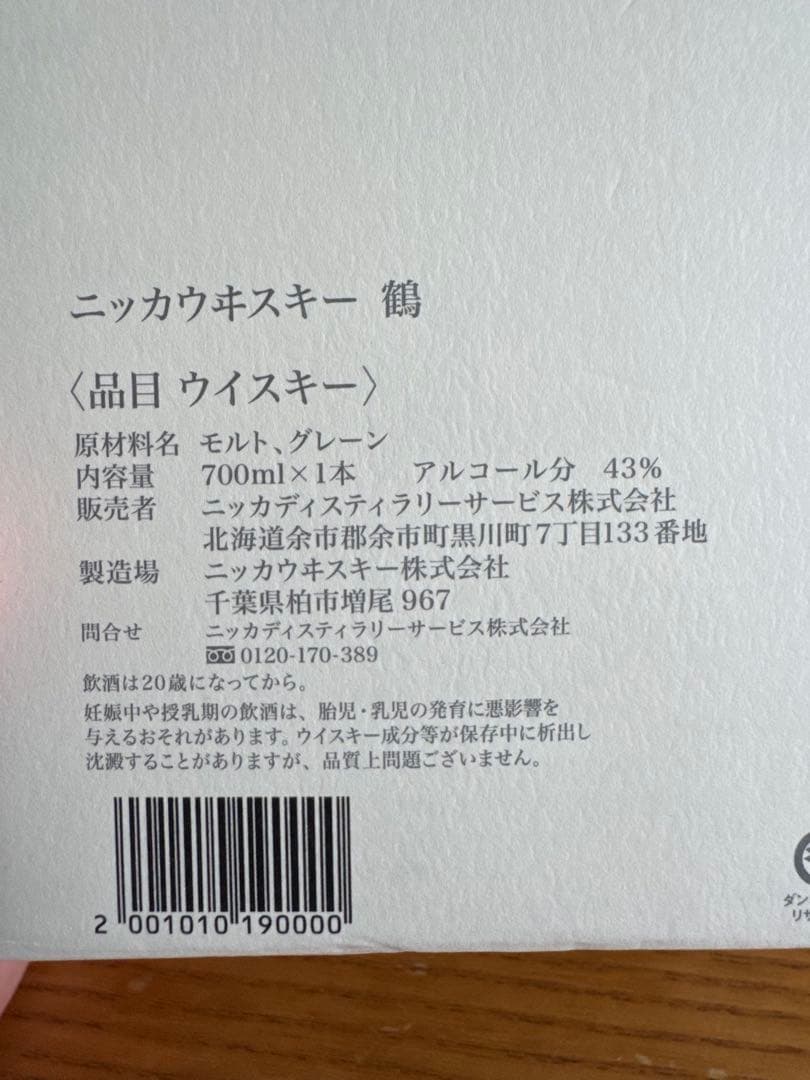 ニッカウヰスキー 鶴
〈品目 ウイスキー〉
原材料名 モルト、グレーン
内容量 700ml×1本 アルコール分 43%
販売者 ニッカディスティラリーサービス株式会社
北海道余市郡余市町黒川町7丁目133番地
製造場 ニッカウヰスキー株式会社
千葉県柏市増尾967
問合せ ニッカディスティラリーサービス株式会社
0120-170-389
飲酒は20歳になってから。
妊娠中や授乳期の飲酒は、胎児・乳児の発育に悪影響を
与えるおそれがあります。ウイスキー成分等が保存中に析出し
沈澱することがありますが、品質上問題ございません。
2 001010 190000
ダン
リサ